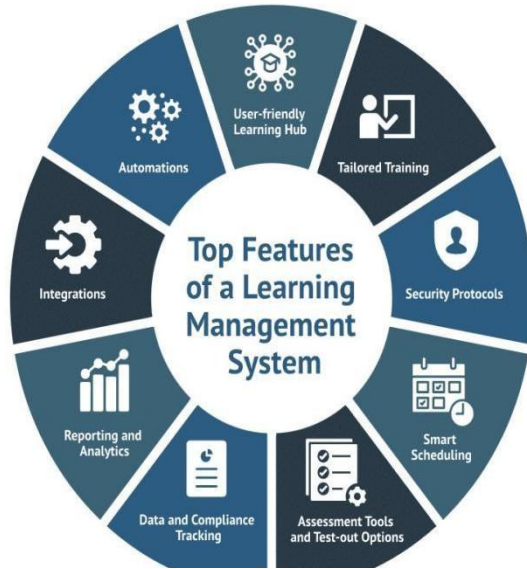 User-friendly
Learning Hub
Tailored Training
Security Protocols
Smart
Scheduling
Assessment Tools
and Test-out Options
Data and Compliance
Tracking
Reporting and
Analytics
Integrations
Automations
Top Features
of a Learning
Management
System